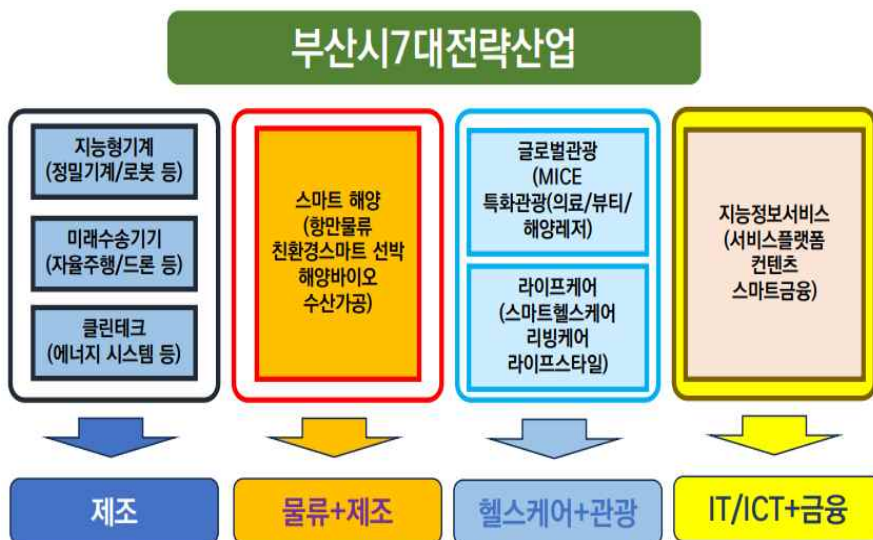 부산시7대전략산업
지능형기계
(정밀기계/로봇 등)
미래수송기기
(자율주행/드론 등)
클린테크
(에너지 시스템 등)
스마트 해양
(항만물류
친환경스마트 선박
해양바이오
수산가공)
글로벌관광
(MICE
특화관광(의료/뷰티/
해양레저)
라이프케어
(스마트헬스케어
리빙케어
라이프스타일)
지능정보서비스
(서비스플랫폼
컨텐츠
스마트금융)
제조
물류+제조
헬스케어+관광
IT/ICT+금융